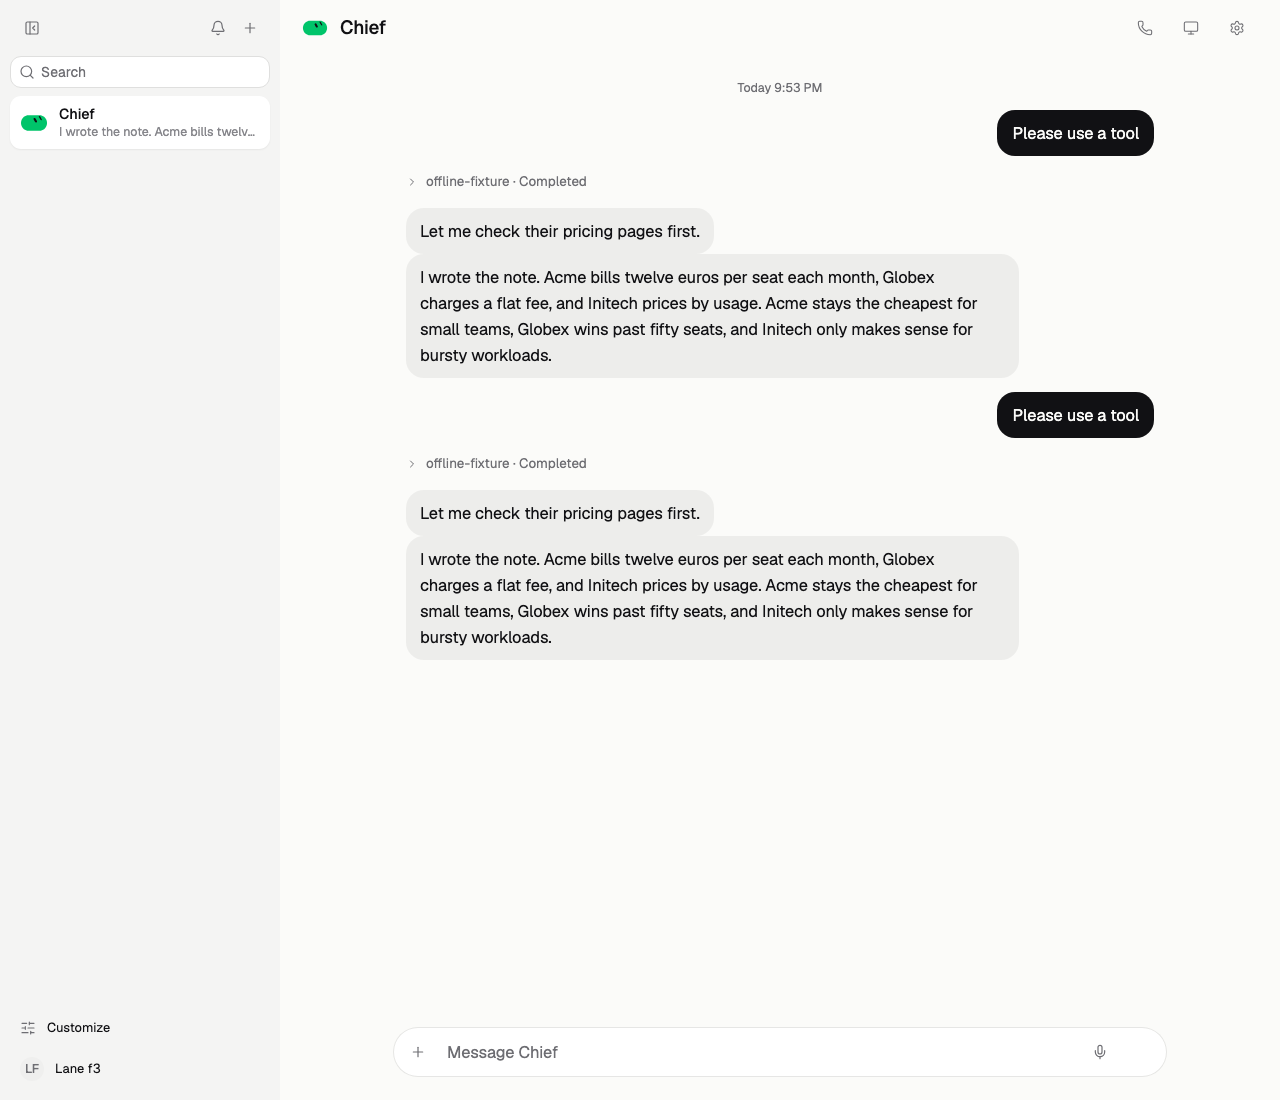 Search
Chief
I wrote the note. Acme bills twelv...
Customize
LF
Lane f3
Chief
Today 9:53 PM
Please use a tool
offline-fixture · Completed
Let me check their pricing pages first.
I wrote the note. Acme bills twelve euros per seat each month, Globex
charges a flat fee, and Initech prices by usage. Acme stays the cheapest for
small teams, Globex wins past fifty seats, and Initech only makes sense for
bursty workloads.
Please use a tool
offline-fixture · Completed
Let me check their pricing pages first.
I wrote the note. Acme bills twelve euros per seat each month, Globex
charges a flat fee, and Initech prices by usage. Acme stays the cheapest for
small teams, Globex wins past fifty seats, and Initech only makes sense for
bursty workloads.
Message Chief